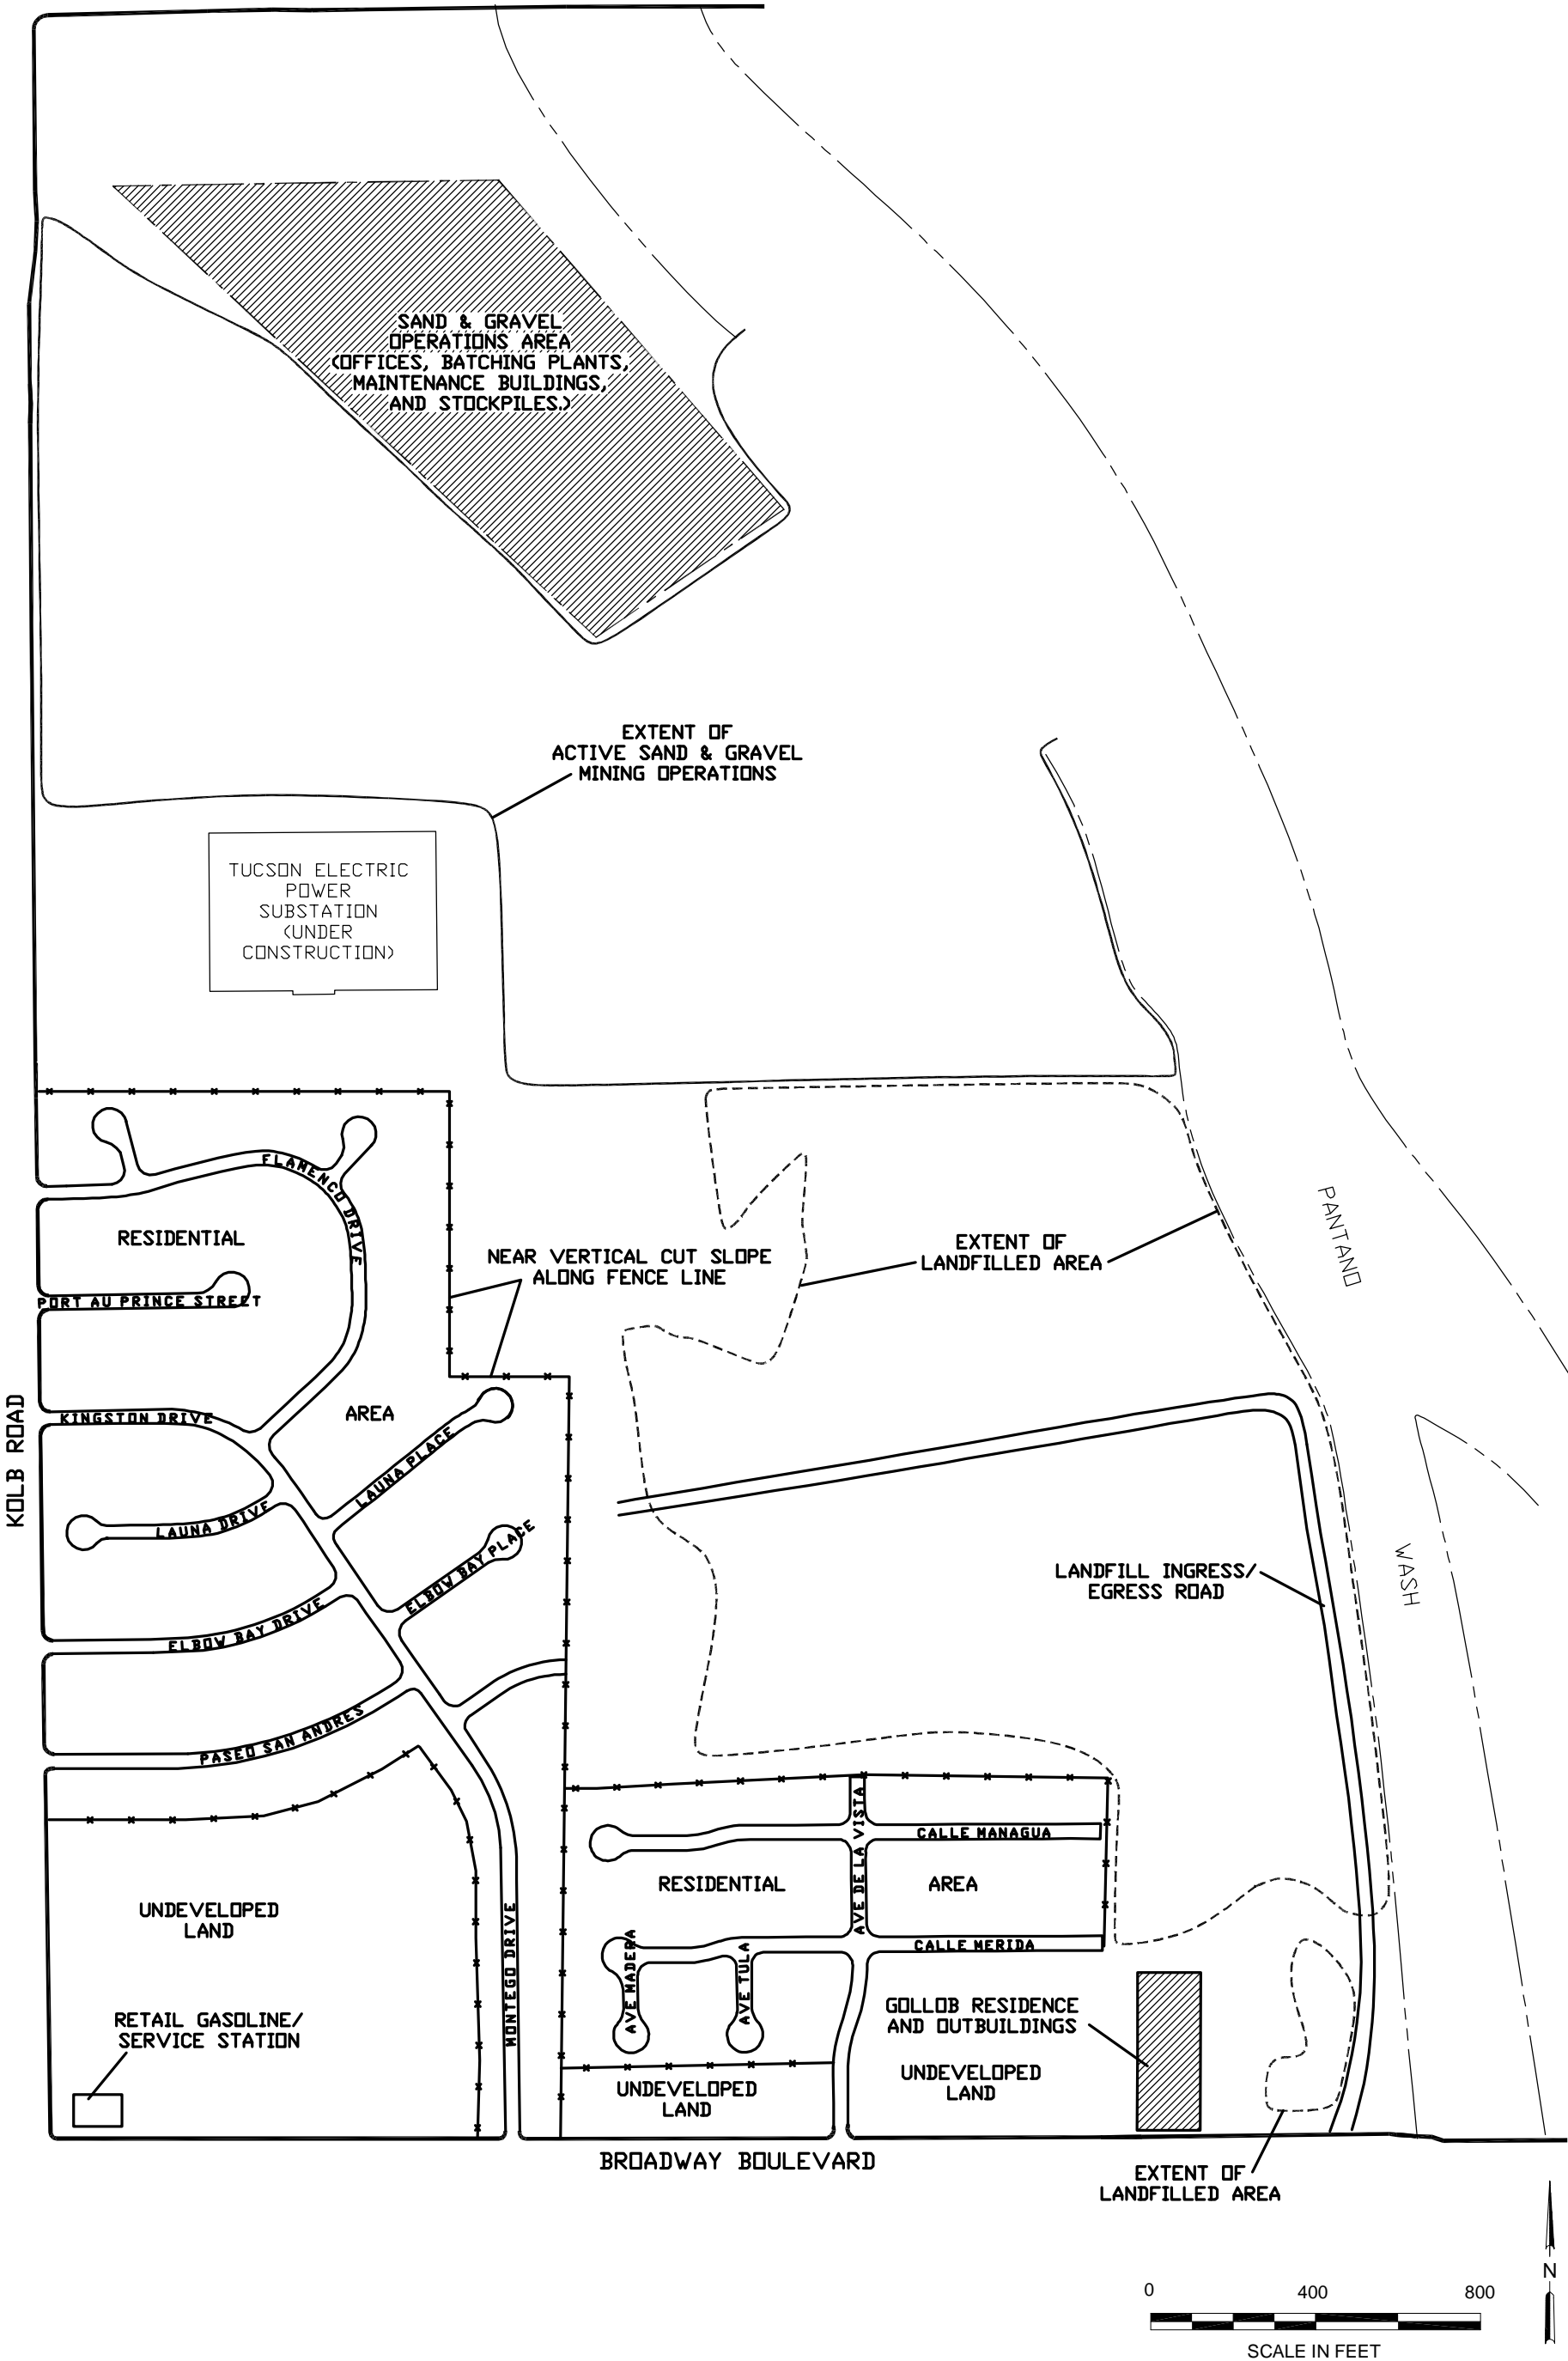 SAND & GRAVEL
OPERATIONS AREA
(OFFICES, BATCHING PLANTS,
MAINTENANCE BUILDINGS,
AND STOCKPILES.)
EXTENT OF
ACTIVE SAND & GRAVEL
MINING OPERATIONS
TUCSON ELECTRIC
POWER
SUBSTATION
(UNDER
CONSTRUCTION)
FLAMENCO DRIVE
RESIDENTIAL
PORT AU PRINCE STREET
NEAR VERTICAL CUT SLOPE
ALONG FENCE LINE
EXTENT OF
LANDFILLED AREA
PANTANO
WASH
KOLB ROAD
KINGSTON DRIVE
AREA
LAUNA PLACE
LAUNA DRIVE
ELBOW BAY PLACE
ELBOW BAY DRIVE
PASEO SAN ANDRES
LANDFILL INGRESS/
EGRESS ROAD
AVE DE LA VISTA
CALLE MANAGUA
RESIDENTIAL
AREA
UNDEVELOPED
LAND
MONTEGO DRIVE
AVE MADERA
AVE TULA
CALLE MERIDA
RETAIL GASOLINE/
SERVICE STATION
GOLLOB RESIDENCE
AND OUTBUILDINGS
UNDEVELOPED
LAND
UNDEVELOPED
LAND
BROADWAY BOULEVARD
EXTENT OF
LANDFILLED AREA
N
0 400 800
SCALE IN FEET